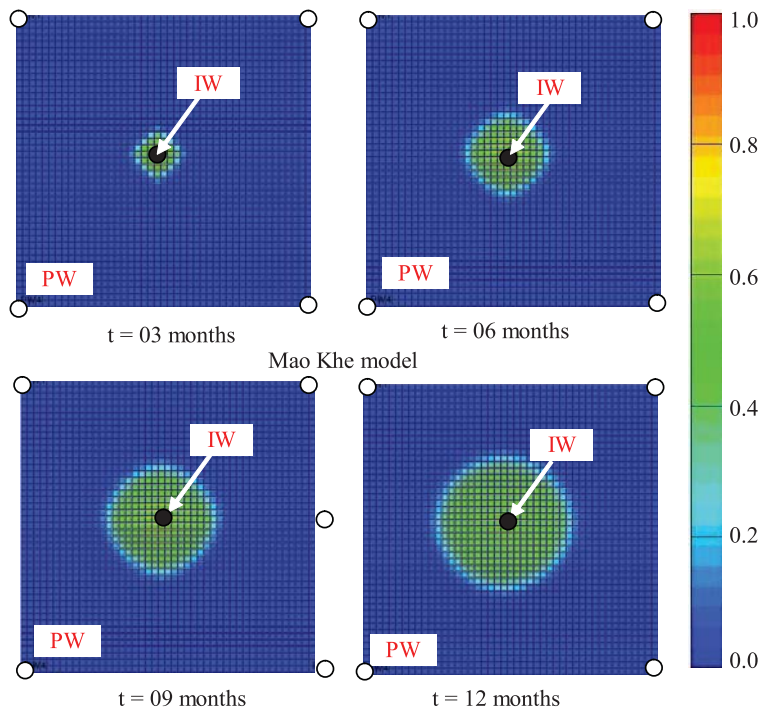 IW
PW
t = 03 months
IW
PW
t = 06 months
Mao Khe model
IW
PW
t = 09 months
IW
PW
t = 12 months
1.0
0.8
0.6
0.4
0.2
0.0